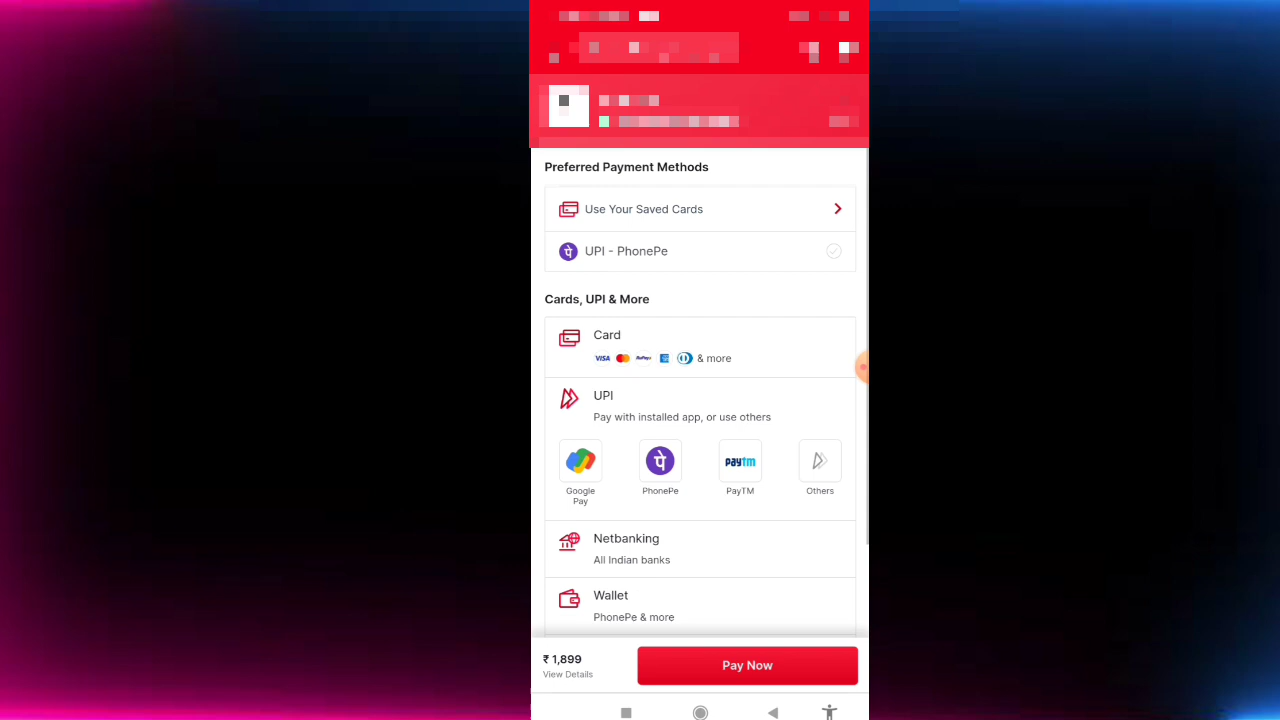 Preferred Payment Methods
Use Your Saved Cards
पे UPI - PhonePe
Cards, UPI & More
Card
VISA RuPay & more
UPI
Pay with installed app, or use others
पे paytm
Google Pay PhonePe PayTM Others
Netbanking
All Indian banks
Wallet
PhonePe & more
₹ 1,899
View Details
Pay Now